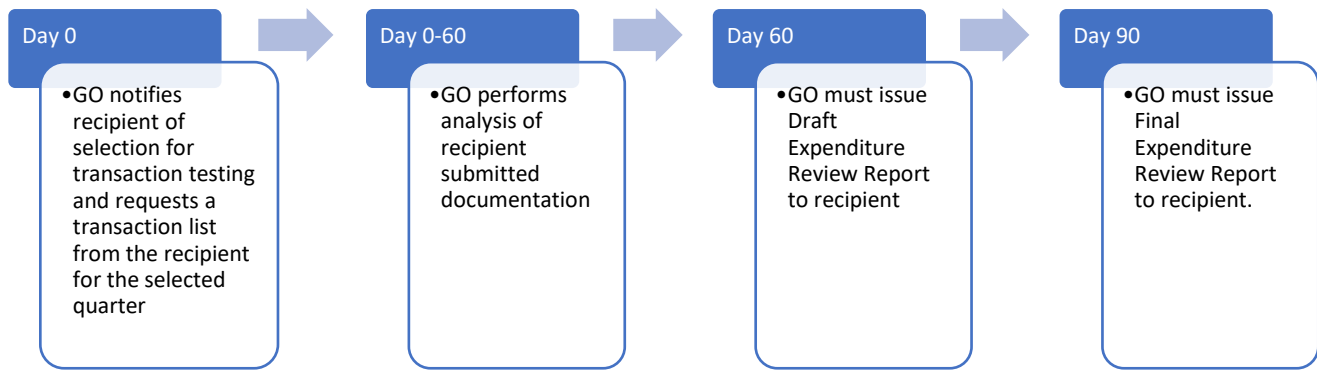 Day 0
•GO notifies
recipient of
selection for
transaction testing
and requests a
transaction list
from the recipient
for the selected
quarter
Day 0-60
•GO performs
analysis of
recipient
submitted
documentation
Day 60
•GO must issue
Draft
Expenditure
Review Report
to recipient
Day 90
•GO must issue
Final
Expenditure
Review Report
to recipient.